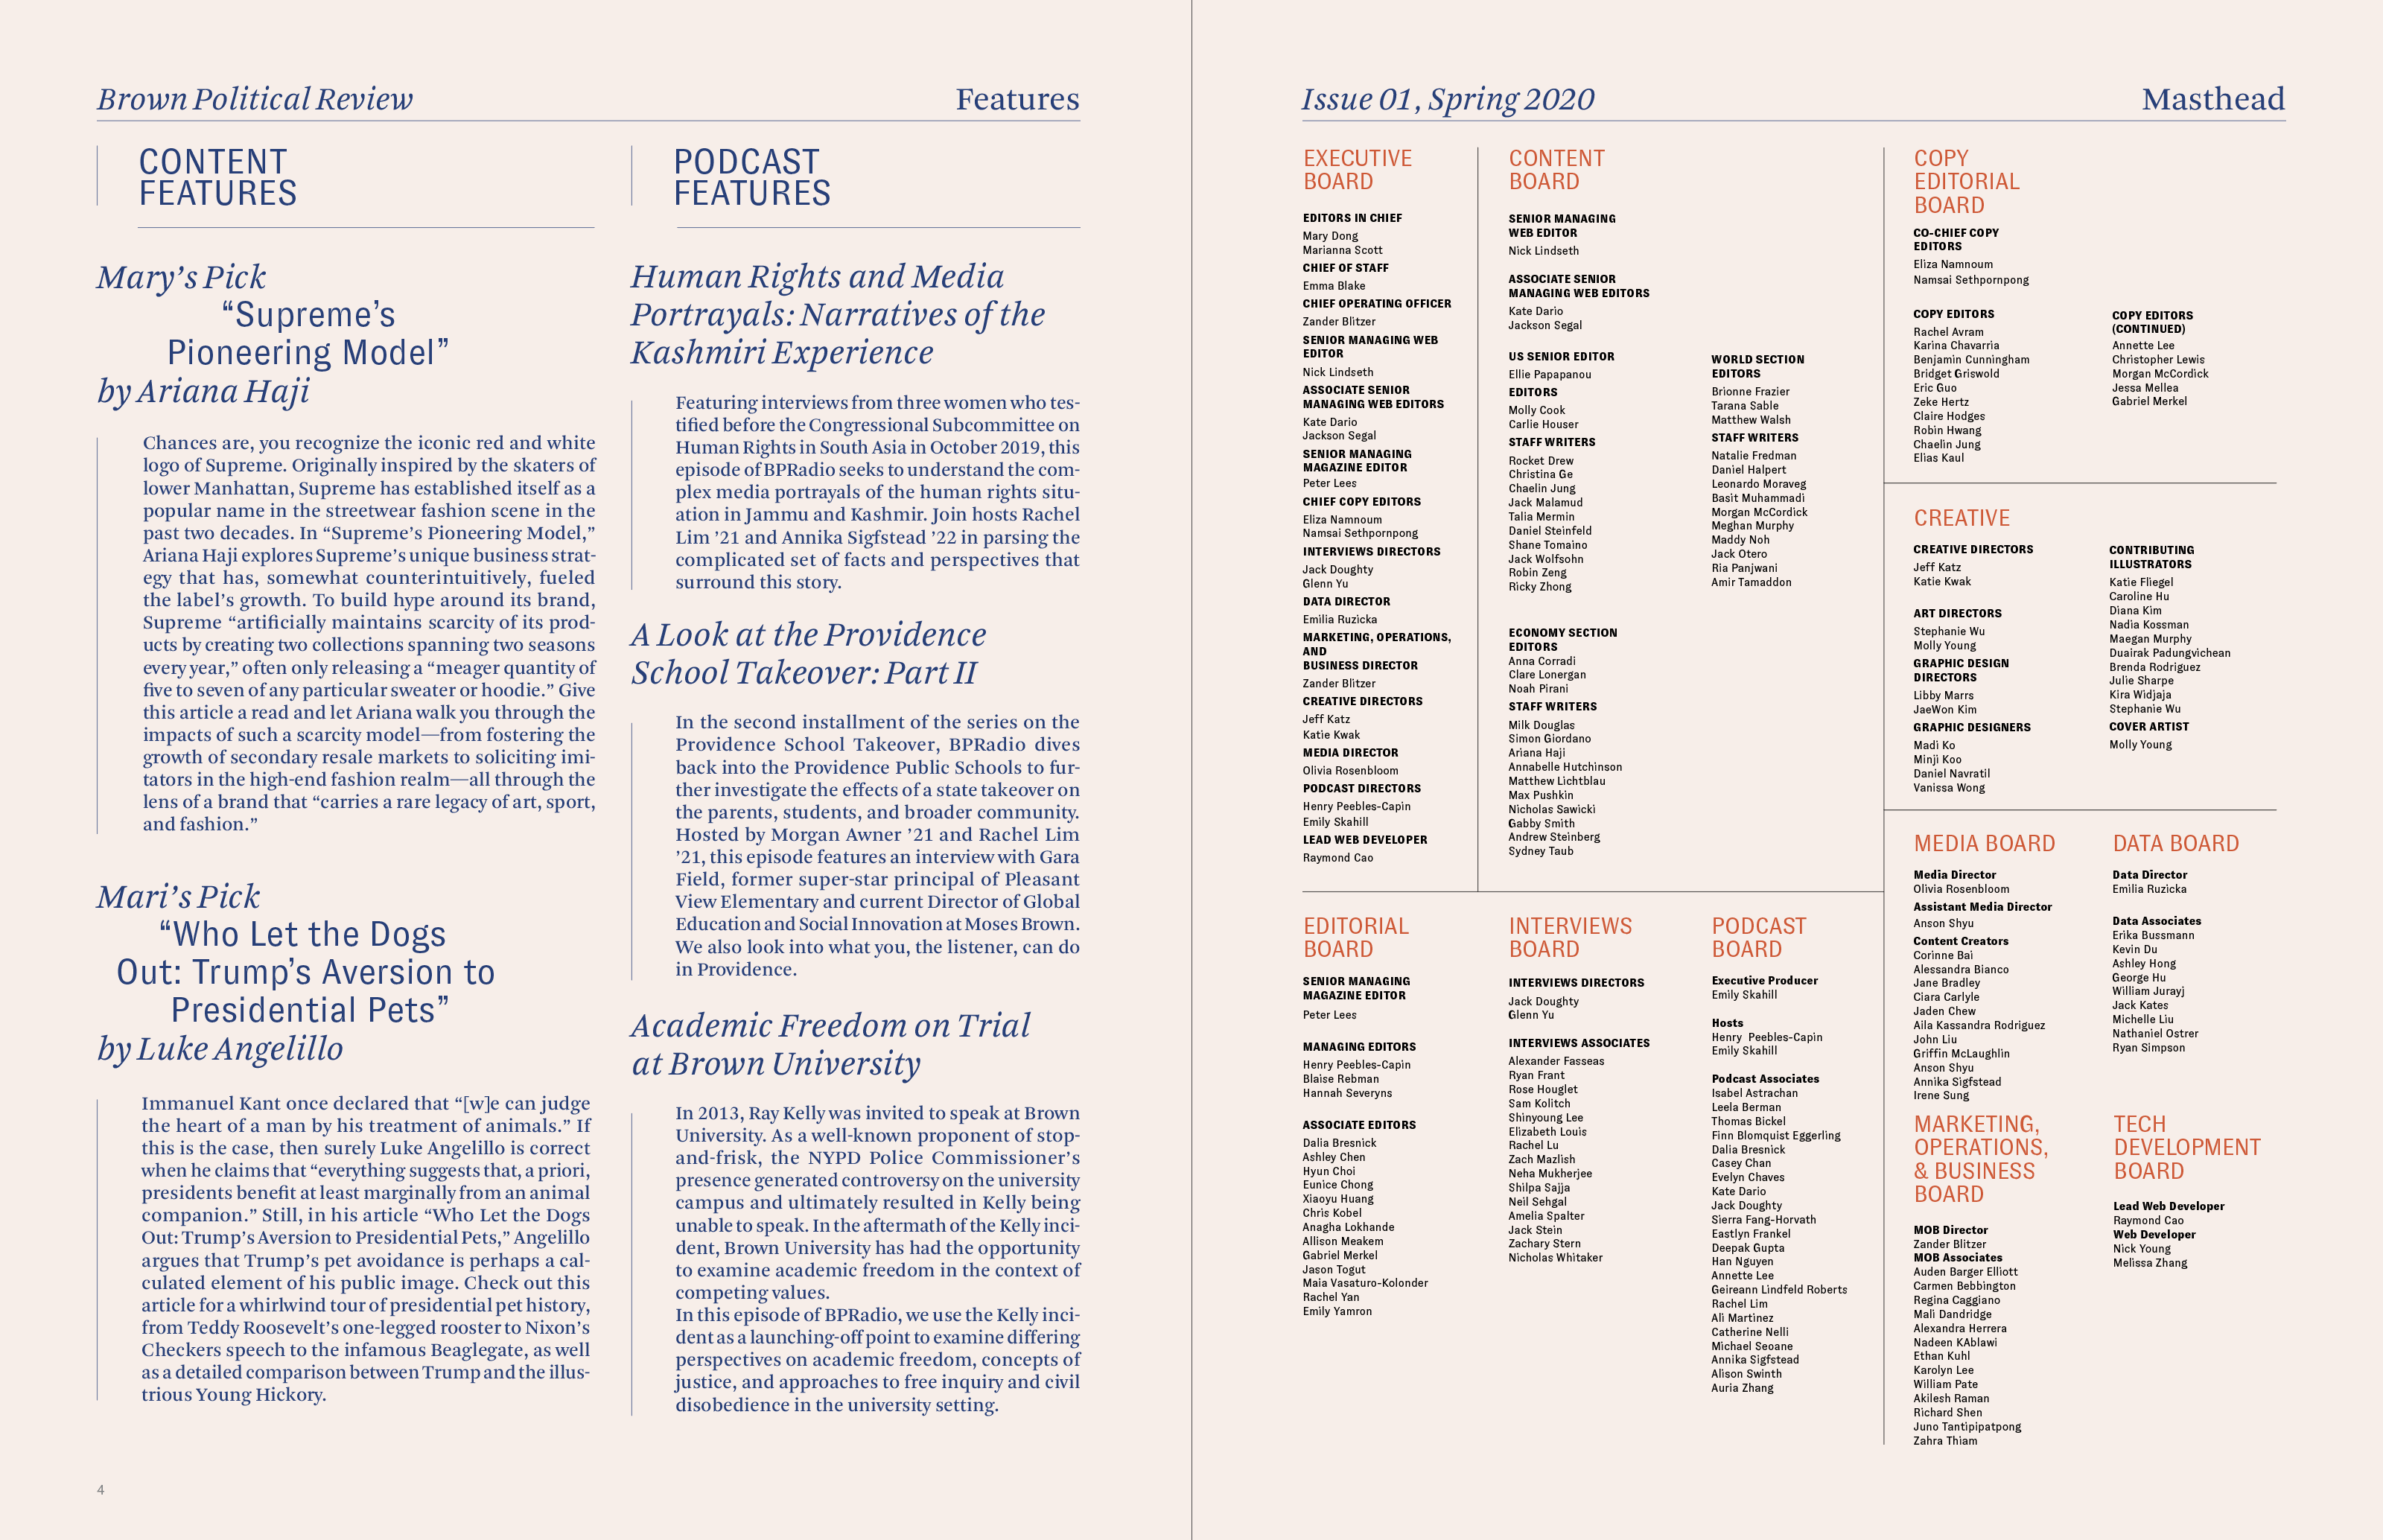 Brown Political Review
Features
CONTENT
FEATURES
Mary’s Pick
“Supreme’s
Pioneering Model”
by Ariana Haji
Chances are, you recognize the iconic red and white
logo of Supreme. Originally inspired by the skaters of
lower Manhattan, Supreme has established itself as a
popular name in the streetwear fashion scene in the
past two decades. In “Supreme’s Pioneering Model,”
Ariana Haji explores Supreme’s unique business strat-
egy that has, somewhat counterintuitively, fueled
the label’s growth. To build hype around its brand,
Supreme “artificially maintains scarcity of its prod-
ucts by creating two collections spanning two seasons
every year,” often only releasing a “meager quantity of
five to seven of any particular sweater or hoodie.” Give
this article a read and let Ariana walk you through the
impacts of such a scarcity model—from fostering the
growth of secondary resale markets to soliciting imi-
tators in the high-end fashion realm—all through the
lens of a brand that “carries a rare legacy of art, sport,
and fashion.”
Mari’s Pick
“Who Let the Dogs
Out: Trump’s Aversion to
Presidential Pets”
by Luke Angelillo
Immanuel Kant once declared that “[w]e can judge
the heart of a man by his treatment of animals.” If
this is the case, then surely Luke Angelillo is correct
when he claims that “everything suggests that, a priori,
presidents benefit at least marginally from an animal
companion.” Still, in his article “Who Let the Dogs
Out: Trump’s Aversion to Presidential Pets,” Angelillo
argues that Trump’s pet avoidance is perhaps a cal-
culated element of his public image. Check out this
article for a whirlwind tour of presidential pet history,
from Teddy Roosevelt’s one-legged rooster to Nixon’s
Checkers speech to the infamous Beaglegate, as well
as a detailed comparison between Trump and the illus-
trious Young Hickory.
PODCAST
FEATURES
Human Rights and Media
Portrayals: Narratives of the
Kashmiri Experience
Featuring interviews from three women who tes-
tified before the Congressional Subcommittee on
Human Rights in South Asia in October 2019, this
episode of BPRadio seeks to understand the com-
plex media portrayals of the human rights situ-
ation in Jammu and Kashmir. Join hosts Rachel
Lim ’21 and Annika Sigfstead ’22 in parsing the
complicated set of facts and perspectives that
surround this story.
A Look at the Providence
School Takeover: Part II
In the second installment of the series on the
Providence School Takeover, BPRadio dives
back into the Providence Public Schools to fur-
ther investigate the effects of a state takeover on
the parents, students, and broader community.
Hosted by Morgan Awner ’21 and Rachel Lim
’21, this episode features an interview with Gara
Field, former super-star principal of Pleasant
View Elementary and current Director of Global
Education and Social Innovation at Moses Brown.
We also look into what you, the listener, can do
in Providence.
Academic Freedom on Trial
at Brown University
In 2013, Ray Kelly was invited to speak at Brown
University. As a well-known proponent of stop-
and-frisk, the NYPD Police Commissioner’s
presence generated controversy on the university
campus and ultimately resulted in Kelly being
unable to speak. In the aftermath of the Kelly inci-
dent, Brown University has had the opportunity
to examine academic freedom in the context of
competing values.
In this episode of BPRadio, we use the Kelly inci-
dent as a launching-off point to examine differing
perspectives on academic freedom, concepts of
justice, and approaches to free inquiry and civil
disobedience in the university setting.
4
Issue 01, Spring 2020
Masthead
EXECUTIVE
BOARD
EDITORS IN CHIEF
Mary Dong
Marianna Scott
CHIEF OF STAFF
Emma Blake
CHIEF OPERATING OFFICER
Zander Blitzer
SENIOR MANAGING WEB
EDITOR
Nick Lindseth
ASSOCIATE SENIOR
MANAGING WEB EDITORS
Kate Dario
Jackson Segal
SENIOR MANAGING
MAGAZINE EDITOR
Peter Lees
CHIEF COPY EDITORS
Eliza Namnoum
Namsai Sethpornpong
INTERVIEWS DIRECTORS
Jack Doughty
Glenn Yu
DATA DIRECTOR
Emilia Ruzicka
MARKETING, OPERATIONS,
AND
BUSINESS DIRECTOR
Zander Blitzer
CREATIVE DIRECTORS
Jeff Katz
Katie Kwak
MEDIA DIRECTOR
Olivia Rosenbloom
PODCAST DIRECTORS
Henry Peebles-Capin
Emily Skahill
LEAD WEB DEVELOPER
Raymond Cao
CONTENT
BOARD
SENIOR MANAGING
WEB EDITOR
Nick Lindseth
ASSOCIATE SENIOR
MANAGING WEB EDITORS
Kate Dario
Jackson Segal
US SENIOR EDITOR
Ellie Papapanou
EDITORS
Molly Cook
Carlie Houser
STAFF WRITERS
Rocket Drew
Christina Ge
Chaelin Jung
Jack Malamud
Talia Mermin
Daniel Steinfeld
Shane Tomaino
Jack Wolfsohn
Robin Zeng
Ricky Zhong
WORLD SECTION
EDITORS
Brionne Frazier
Tarana Sable
Matthew Walsh
STAFF WRITERS
Natalie Fredman
Daniel Halpert
Leonardo Moraveg
Basit Muhammadi
Morgan McCordick
Meghan Murphy
Maddy Noh
Jack Otero
Ria Panjwani
Amir Tamaddon
ECONOMY SECTION
EDITORS
Anna Corradi
Clare Lonergan
Noah Pirani
STAFF WRITERS
Milk Douglas
Simon Giordano
Ariana Haji
Annabelle Hutchinson
Matthew Lichtblau
Max Pushkin
Nicholas Sawicki
Gabby Smith
Andrew Steinberg
Sydney Taub
EDITORIAL
BOARD
SENIOR MANAGING
MAGAZINE EDITOR
Peter Lees
MANAGING EDITORS
Henry Peebles-Capin
Blaise Rebman
Hannah Severyns
ASSOCIATE EDITORS
Dalia Bresnick
Ashley Chen
Hyun Choi
Eunice Chong
Xiaoyu Huang
Chris Kobel
Anagha Lokhande
Allison Meakem
Gabriel Merkel
Jason Togut
Maia Vasaturo-Kolonder
Rachel Yan
Emily Yamron
INTERVIEWS
BOARD
INTERVIEWS DIRECTORS
Jack Doughty
Glenn Yu
INTERVIEWS ASSOCIATES
Alexander Fasseas
Ryan Frant
Rose Houglet
Sam Kolitch
Shinyoung Lee
Elizabeth Louis
Rachel Lu
Zach Mazlish
Neha Mukherjee
Shilpa Sajja
Neil Sehgal
Amelia Spalter
Jack Stein
Zachary Stern
Nicholas Whitaker
PODCAST
BOARD
Executive Producer
Emily Skahill
Hosts
Henry  Peebles-Capin
Emily Skahill
Podcast Associates
Isabel Astrachan
Leela Berman
Thomas Bickel
Finn Blomquist Eggerling
Dalia Bresnick
Casey Chan
Evelyn Chaves
Kate Dario
Jack Doughty
Sierra Fang-Horvath
Eastlyn Frankel
Deepak Gupta
Han Nguyen
Annette Lee
Geireann Lindfeld Roberts
Rachel Lim
Ali Martinez
Catherine Nelli
Michael Seoane
Annika Sigfstead
Alison Swinth
Auria Zhang
COPY
EDITORIAL
BOARD
CO-CHIEF COPY
EDITORS
Eliza Namnoum
Namsai Sethpornpong
COPY EDITORS
Rachel Avram
Karina Chavarria
Benjamin Cunningham
Bridget Griswold
Eric Guo
Zeke Hertz
Claire Hodges
Robin Hwang
Chaelin Jung
Elias Kaul
COPY EDITORS
(CONTINUED)
Annette Lee
Christopher Lewis
Morgan McCordick
Jessa Mellea
Gabriel Merkel
CREATIVE
CREATIVE DIRECTORS
Jeff Katz
Katie Kwak
ART DIRECTORS
Stephanie Wu
Molly Young
GRAPHIC DESIGN
DIRECTORS
Libby Marrs
JaeWon Kim
GRAPHIC DESIGNERS
Madi Ko
Minji Koo
Daniel Navratil
Vanissa Wong
CONTRIBUTING
ILLUSTRATORS
Katie Fliegel
Caroline Hu
Diana Kim
Nadia Kossman
Maegan Murphy
Duairak Padungvichean
Brenda Rodriguez
Julie Sharpe
Kira Widjaja
Stephanie Wu
COVER ARTIST
Molly Young
MEDIA BOARD
Media Director
Olivia Rosenbloom
Assistant Media Director
Anson Shyu
Content Creators
Corinne Bai
Alessandra Bianco
Jane Bradley
Ciara Carlyle
Jaden Chew
Aila Kassandra Rodriguez
John Liu
Griffin McLaughlin
Anson Shyu
Annika Sigfstead
Irene Sung
DATA BOARD
Data Director
Emilia Ruzicka
Data Associates
Erika Bussmann
Kevin Du
Ashley Hong
George Hu
William Jurayj
Jack Kates
Michelle Liu
Nathaniel Ostrer
Ryan Simpson
MARKETING,
OPERATIONS,
& BUSINESS
BOARD
MOB Director
Zander Blitzer
MOB Associates
Auden Barger Elliott
Carmen Bebbington
Regina Caggiano
Mali Dandridge
Alexandra Herrera
Nadeen KAblawi
Ethan Kuhl
Karolyn Lee
William Pate
Akilesh Raman
Richard Shen
Juno Tantipipatpong
Zahra Thiam
TECH
DEVELOPMENT
BOARD
Lead Web Developer
Raymond Cao
Web Developer
Nick Young
Melissa Zhang